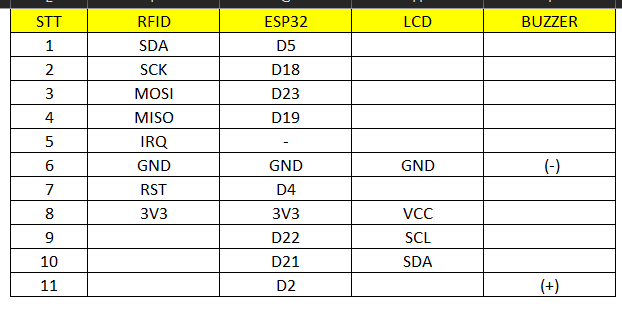 STT RFID ESP32 LCD BUZZER
1 SDA D5
2 SCK D18
3 MOSI D23
4 MISO D19
5 IRQ -
6 GND GND GND (-)
7 RST D4
8 3V3 3V3 VCC
9 D22 SCL
10 D21 SDA
11 D2 (+)